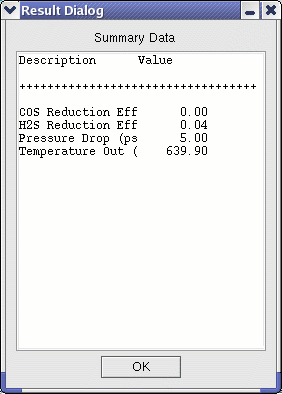 Result Dialog
Summary Data
Description Value
++++++++++++++++++++++++++++++++++
COS Reduction Eff 0.00
H2S Reduction Eff 0.04
Pressure Drop (ps 5.00
Temperature Out ( 639.90
OK